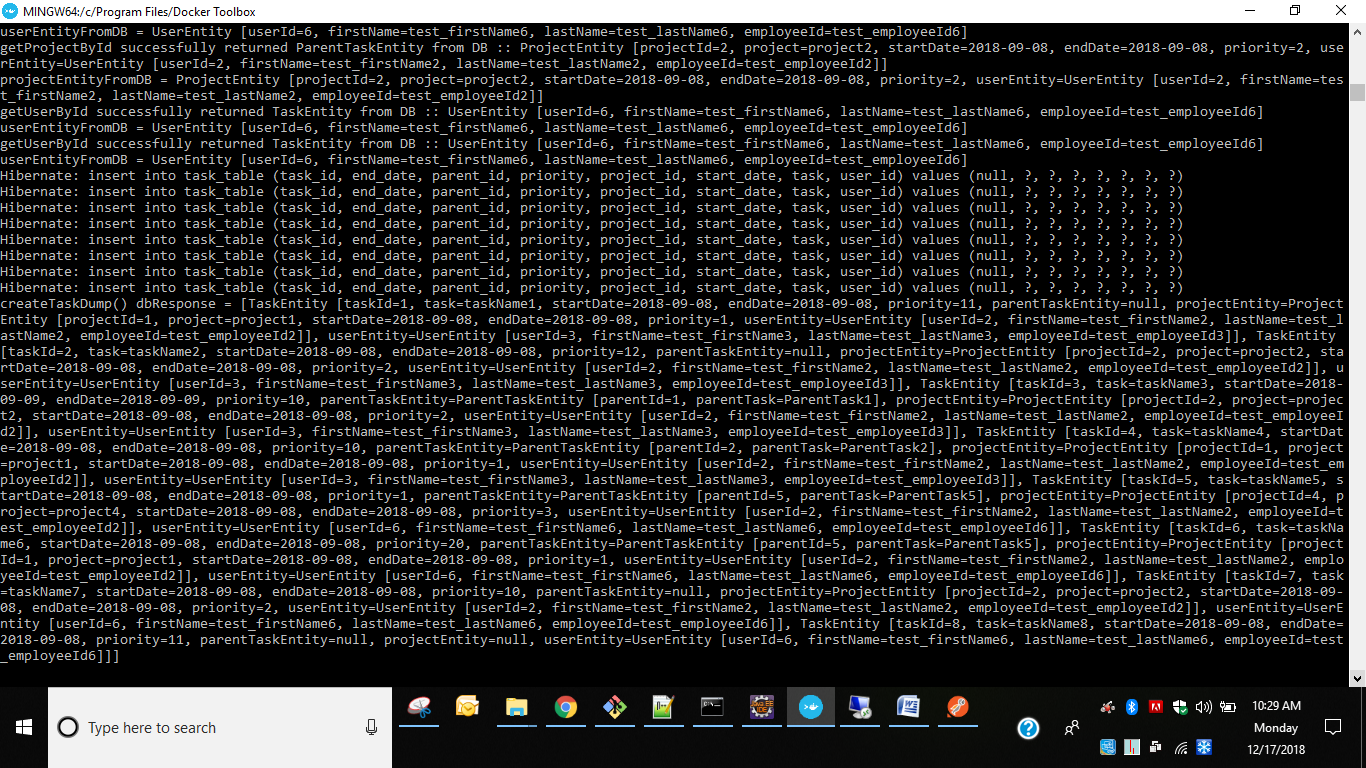 MINGW64:/c/Program Files/Docker Toolbox
userEntityFromDB = UserEntity [userId=6, firstName=test_firstName6, lastName=test_lastName6, employeeId=test_employeeId6]
getProjectById successfully returned ParentTaskEntity from DB :: ProjectEntity [projectId=2, project=project2, startDate=2018-09-08, endDate=2018-09-08, priority=2, use
rEntity=UserEntity [userId=2, firstName=test_firstName2, lastName=test_lastName2, employeeId=test_employeeId2]]
projectEntityFromDB = ProjectEntity [projectId=2, project=project2, startDate=2018-09-08, endDate=2018-09-08, priority=2, userEntity=UserEntity [userId=2, firstName=tes
t_firstName2, lastName=test_lastName2, employeeId=test_employeeId2]]
getUserById successfully returned TaskEntity from DB :: UserEntity [userId=6, firstName=test_firstName6, lastName=test_lastName6, employeeId=test_employeeId6]
userEntityFromDB = UserEntity [userId=6, firstName=test_firstName6, lastName=test_lastName6, employeeId=test_employeeId6]
getUserById successfully returned TaskEntity from DB :: UserEntity [userId=6, firstName=test_firstName6, lastName=test_lastName6, employeeId=test_employeeId6]
userEntityFromDB = UserEntity [userId=6, firstName=test_firstName6, lastName=test_lastName6, employeeId=test_employeeId6]
Hibernate: insert into task_table (task_id, end_date, parent_id, priority, project_id, start_date, task, user_id) values (null, ?, ?, ?, ?, ?, ?, ?)
Hibernate: insert into task_table (task_id, end_date, parent_id, priority, project_id, start_date, task, user_id) values (null, ?, ?, ?, ?, ?, ?, ?)
Hibernate: insert into task_table (task_id, end_date, parent_id, priority, project_id, start_date, task, user_id) values (null, ?, ?, ?, ?, ?, ?, ?)
Hibernate: insert into task_table (task_id, end_date, parent_id, priority, project_id, start_date, task, user_id) values (null, ?, ?, ?, ?, ?, ?, ?)
Hibernate: insert into task_table (task_id, end_date, parent_id, priority, project_id, start_date, task, user_id) values (null, ?, ?, ?, ?, ?, ?, ?)
Hibernate: insert into task_table (task_id, end_date, parent_id, priority, project_id, start_date, task, user_id) values (null, ?, ?, ?, ?, ?, ?, ?)
Hibernate: insert into task_table (task_id, end_date, parent_id, priority, project_id, start_date, task, user_id) values (null, ?, ?, ?, ?, ?, ?, ?)
Hibernate: insert into task_table (task_id, end_date, parent_id, priority, project_id, start_date, task, user_id) values (null, ?, ?, ?, ?, ?, ?, ?)
createTaskDump() dbResponse = [TaskEntity [taskId=1, task=taskName1, startDate=2018-09-08, endDate=2018-09-08, priority=11, parentTaskEntity=null, projectEntity=Project
Entity [projectId=1, project=project1, startDate=2018-09-08, endDate=2018-09-08, priority=1, userEntity=UserEntity [userId=2, firstName=test_firstName2, lastName=test_l
astName2, employeeId=test_employeeId2]], userEntity=UserEntity [userId=3, firstName=test_firstName3, lastName=test_lastName3, employeeId=test_employeeId3]], TaskEntity
[taskId=2, task=taskName2, startDate=2018-09-08, endDate=2018-09-08, priority=12, parentTaskEntity=null, projectEntity=ProjectEntity [projectId=2, project=project2, sta
rtDate=2018-09-08, endDate=2018-09-08, priority=2, userEntity=UserEntity [userId=2, firstName=test_firstName2, lastName=test_lastName2, employeeId=test_employeeId2]], u
serEntity=UserEntity [userId=3, firstName=test_firstName3, lastName=test_lastName3, employeeId=test_employeeId3]], TaskEntity [taskId=3, task=taskName3, startDate=2018-
09-09, endDate=2018-09-09, priority=10, parentTaskEntity=ParentTaskEntity [parentId=1, parentTask=ParentTask1], projectEntity=ProjectEntity [projectId=2, project=projec
t2, startDate=2018-09-08, endDate=2018-09-08, priority=2, userEntity=UserEntity [userId=2, firstName=test_firstName2, lastName=test_lastName2, employeeId=test_employeeI
d2]], userEntity=UserEntity [userId=3, firstName=test_firstName3, lastName=test_lastName3, employeeId=test_employeeId3]], TaskEntity [taskId=4, task=taskName4, startDat
e=2018-09-08, endDate=2018-09-08, priority=10, parentTaskEntity=ParentTaskEntity [parentId=2, parentTask=ParentTask2], projectEntity=ProjectEntity [projectId=1, project
=project1, startDate=2018-09-08, endDate=2018-09-08, priority=1, userEntity=UserEntity [userId=2, firstName=test_firstName2, lastName=test_lastName2, employeeId=test_em
ployeeId2]], userEntity=UserEntity [userId=3, firstName=test_firstName3, lastName=test_lastName3, employeeId=test_employeeId3]], TaskEntity [taskId=5, task=taskName5, s
tartDate=2018-09-08, endDate=2018-09-08, priority=1, parentTaskEntity=ParentTaskEntity [parentId=5, parentTask=ParentTask5], projectEntity=ProjectEntity [projectId=4, p
roject=project4, startDate=2018-09-08, endDate=2018-09-08, priority=3, userEntity=UserEntity [userId=2, firstName=test_firstName2, lastName=test_lastName2, employeeId=t
est_employeeId2]], userEntity=UserEntity [userId=6, firstName=test_firstName6, lastName=test_lastName6, employeeId=test_employeeId6]], TaskEntity [taskId=6, task=taskNa
me6, startDate=2018-09-08, endDate=2018-09-08, priority=20, parentTaskEntity=ParentTaskEntity [parentId=5, parentTask=ParentTask5], projectEntity=ProjectEntity [project
Id=1, project=project1, startDate=2018-09-08, endDate=2018-09-08, priority=1, userEntity=UserEntity [userId=2, firstName=test_firstName2, lastName=test_lastName2, emplo
yeeId=test_employeeId2]], userEntity=UserEntity [userId=6, firstName=test_firstName6, lastName=test_lastName6, employeeId=test_employeeId6]], TaskEntity [taskId=7, task
=taskName7, startDate=2018-09-08, endDate=2018-09-08, priority=10, parentTaskEntity=null, projectEntity=ProjectEntity [projectId=2, project=project2, startDate=2018-09-
08, endDate=2018-09-08, priority=2, userEntity=UserEntity [userId=2, firstName=test_firstName2, lastName=test_lastName2, employeeId=test_employeeId2]], userEntity=UserE
ntity [userId=6, firstName=test_firstName6, lastName=test_lastName6, employeeId=test_employeeId6]], TaskEntity [taskId=8, task=taskName8, startDate=2018-09-08, endDate=
2018-09-08, priority=11, parentTaskEntity=null, projectEntity=null, userEntity=UserEntity [userId=6, firstName=test_firstName6, lastName=test_lastName6, employeeId=test
_employeeId6]]]
Type here to search
10:29 AM
Monday
12/17/2018